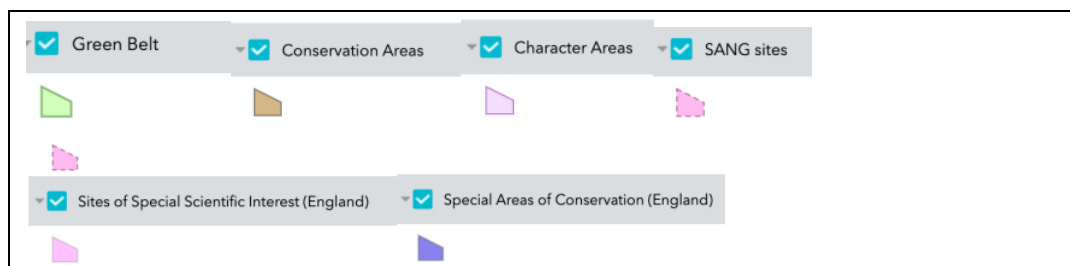 Green Belt
Conservation Areas
Character Areas
SANG sites
Sites of Special Scientific Interest (England)
Special Areas of Conservation (England)